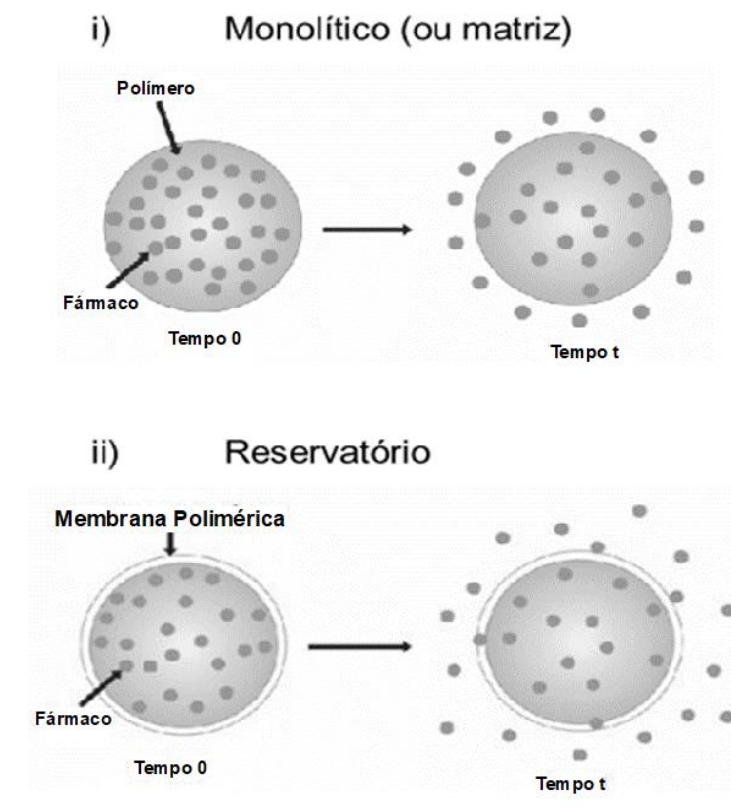 i) Monolítico (ou matriz)
Polímero
Fármaco
Tempo 0
Tempo t
ii) Reservatório
Membrana Polimérica
Fármaco
Tempo 0
Tempo t